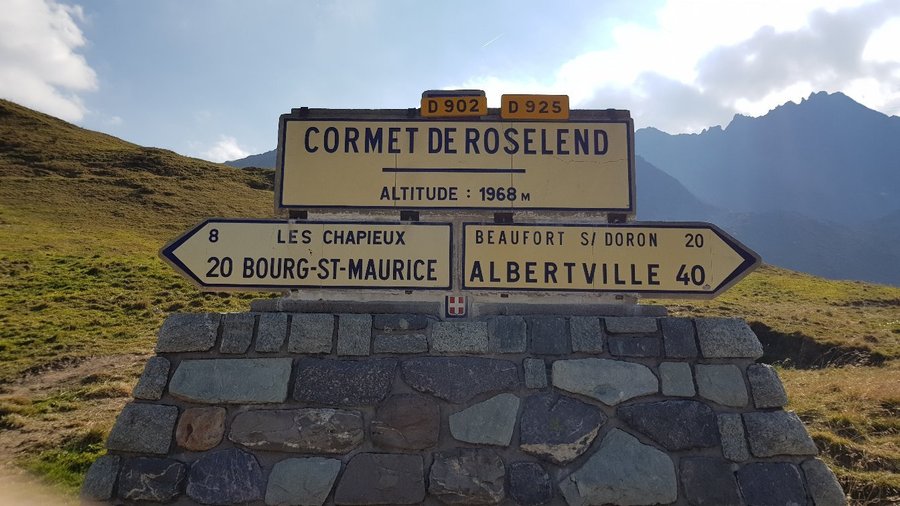 D 902 D 925
CORMET DE ROSELEND
ALTITUDE : 1968 M
8 LES CHAPIEUX
20 BOURG-ST-MAURICE
BEAUFORT S/ DORON 20
ALBERTVILLE 40